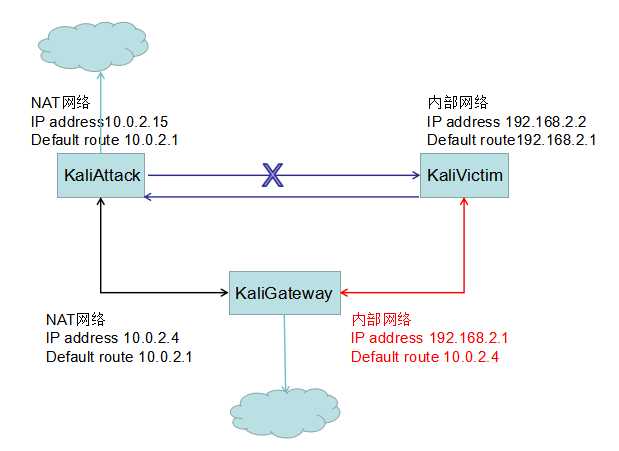 NAT网络
IP address10.0.2.15
Default route 10.0.2.1
内部网络
IP address 192.168.2.2
Default route192.168.2.1
KaliAttack
X
KaliVictim
KaliGateway
NAT网络
IP address 10.0.2.4
Default route 10.0.2.1
内部网络
IP address 192.168.2.1
Default route 10.0.2.4